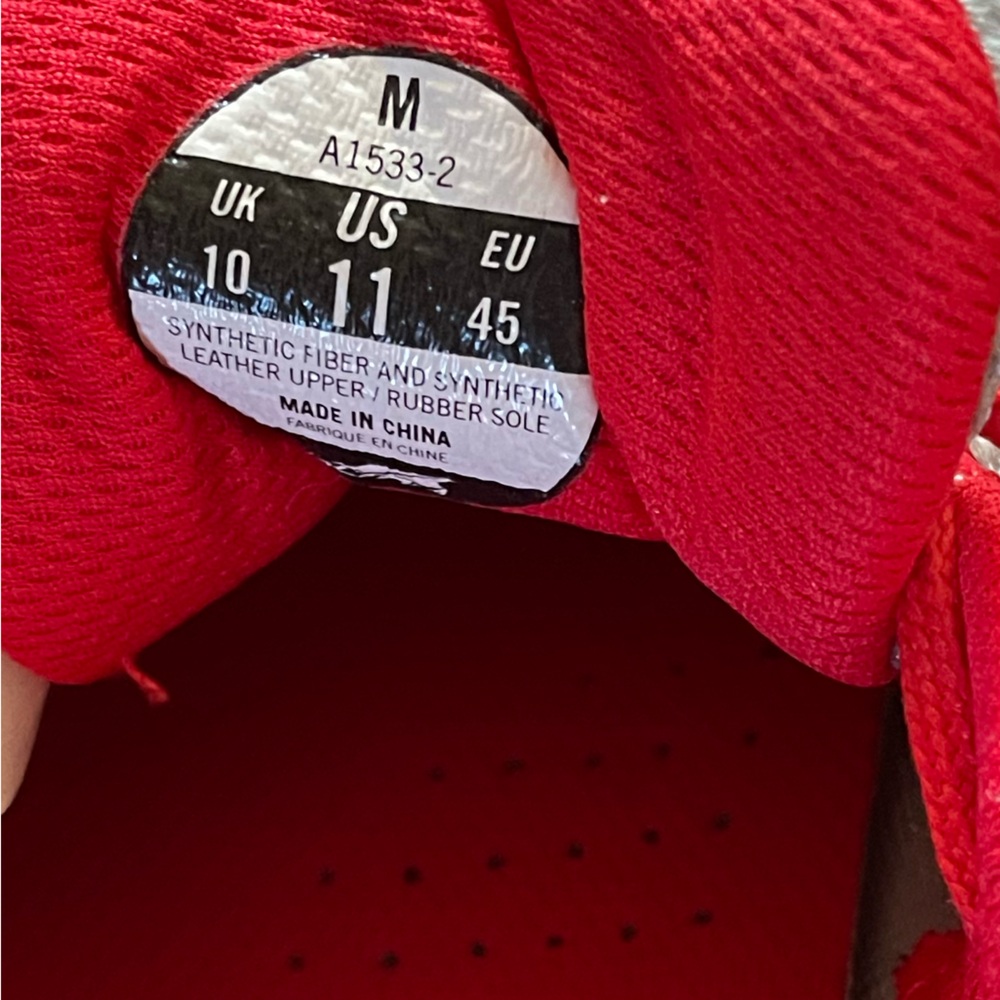 M
A1533-2
UK US EU
10 11 45
SYNTHETIC FIBER AND SYNTHETIC
LEATHER UPPER / RUBBER SOLE
MADE IN CHINA
FABRIQUE EN CHINE